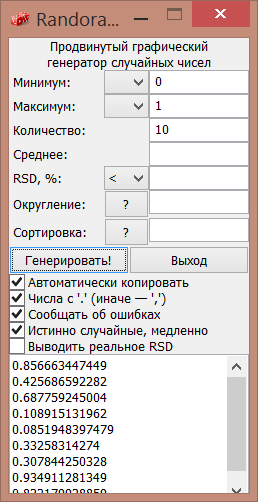 Randora...
Продвинутый графический
генератор случайных чисел
Минимум: 0
Максимум: 1
Количество: 10
Среднее:
RSD, %: <
Округление: ?
Сортировка: ?
Генерировать! Выход
Автоматически копировать
Числа с '.' (иначе — ',')
Сообщать об ошибках
Истинно случайные, медленно
Выводить реальное RSD
0.856663447449
0.425686592282
0.687759245004
0.108915131962
0.0851948397479
0.33258314274
0.307844250328
0.934911281349